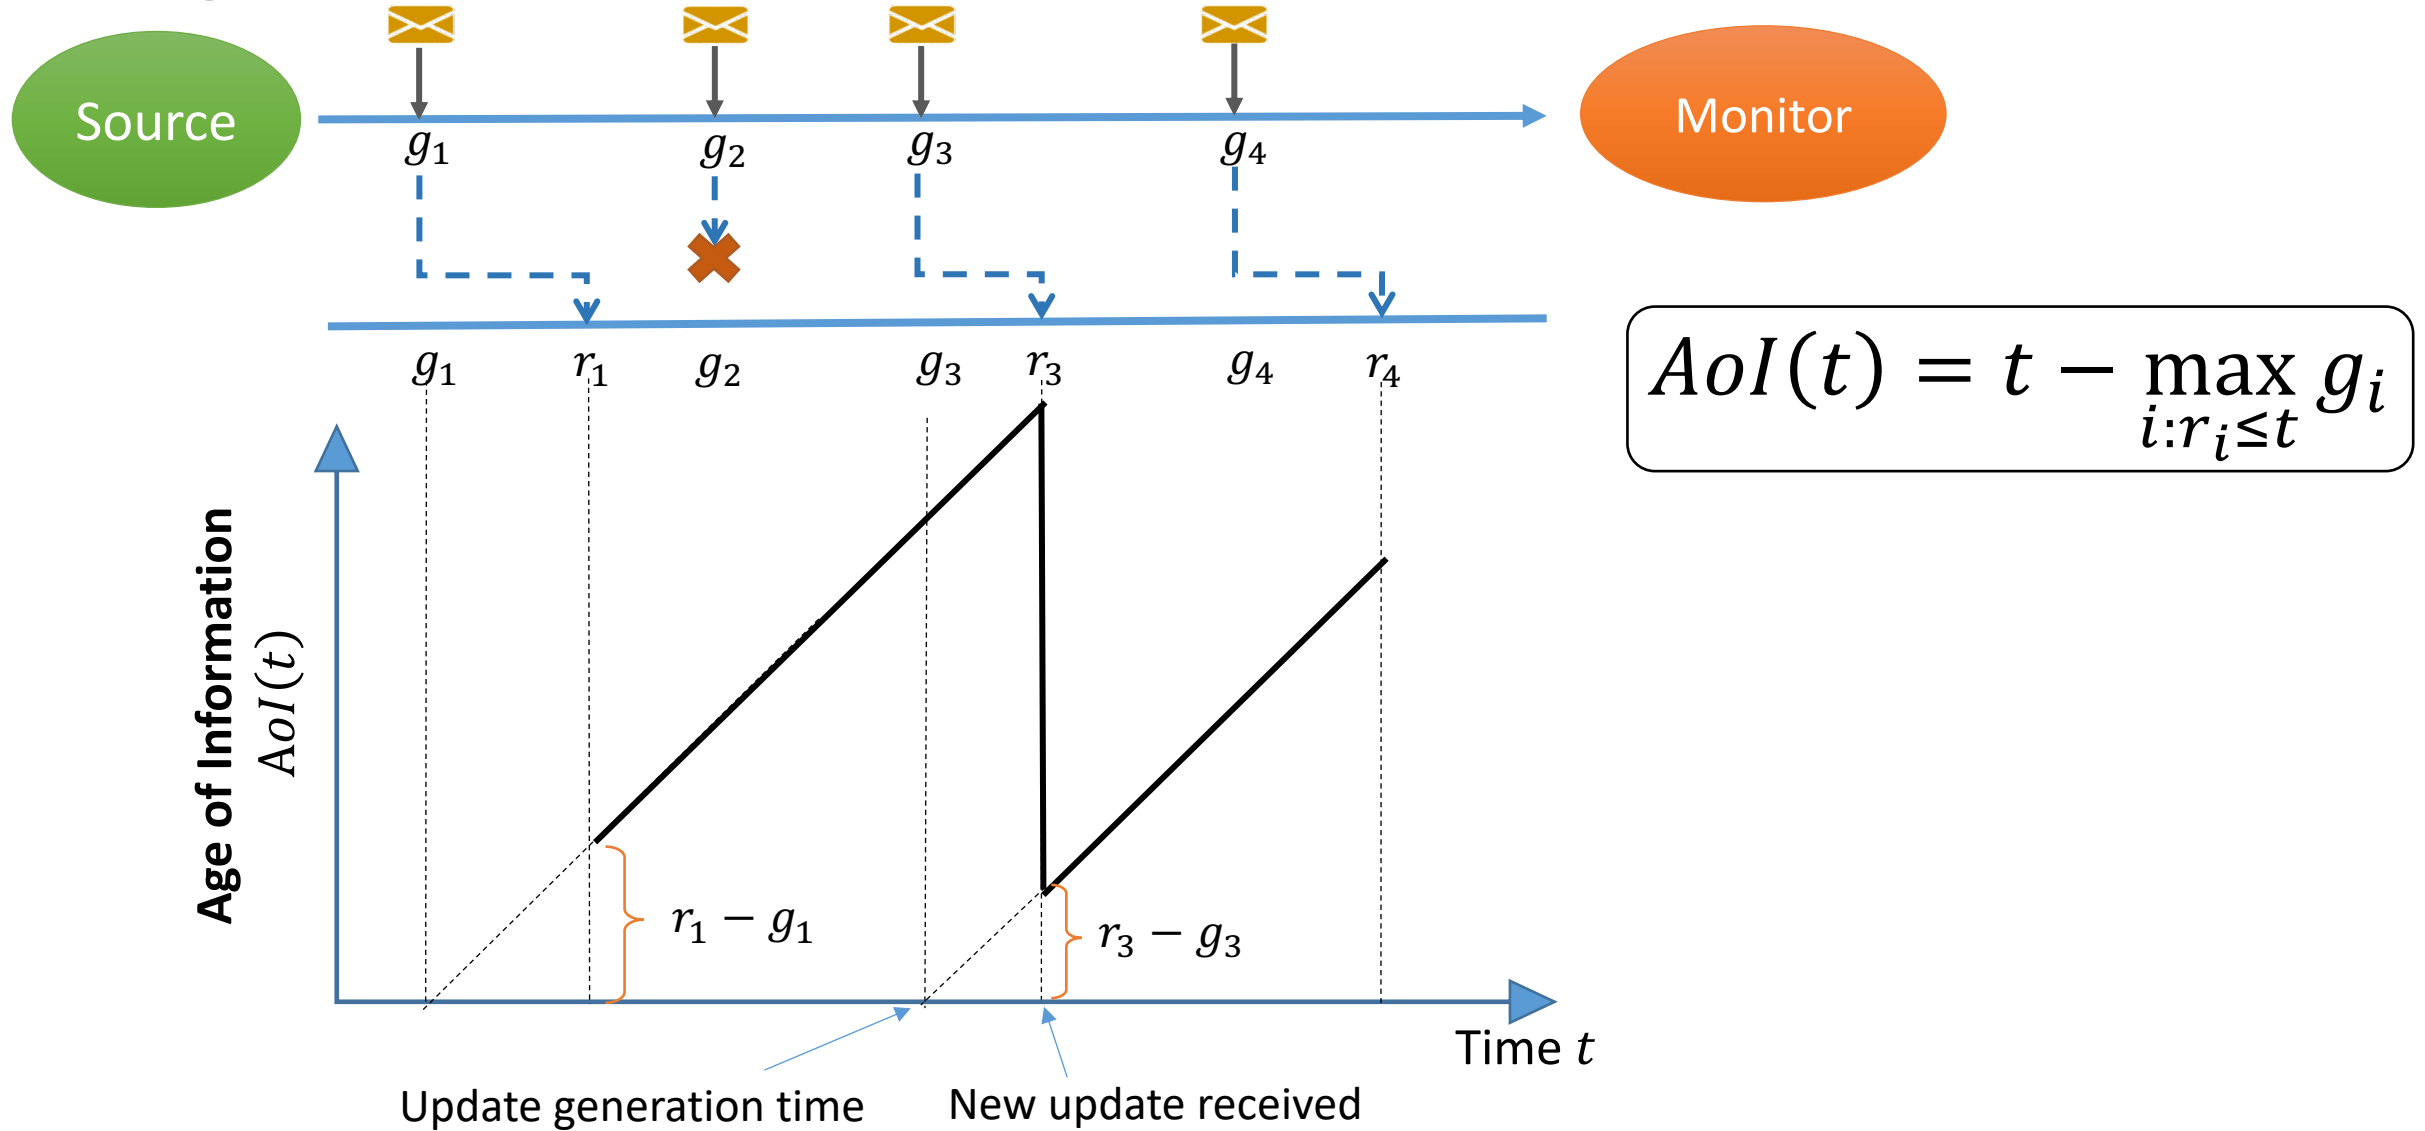 Source
Monitor
g₁ g₂ g₃ g₄
g₁ r₁ g₂ g₃ r₃ g₄ r₄
AoI(t) = t − max g_i
i:r_i≤t
Age of Information
AoI(t)
r₁ − g₁
r₃ − g₃
Time t
Update generation time
New update received